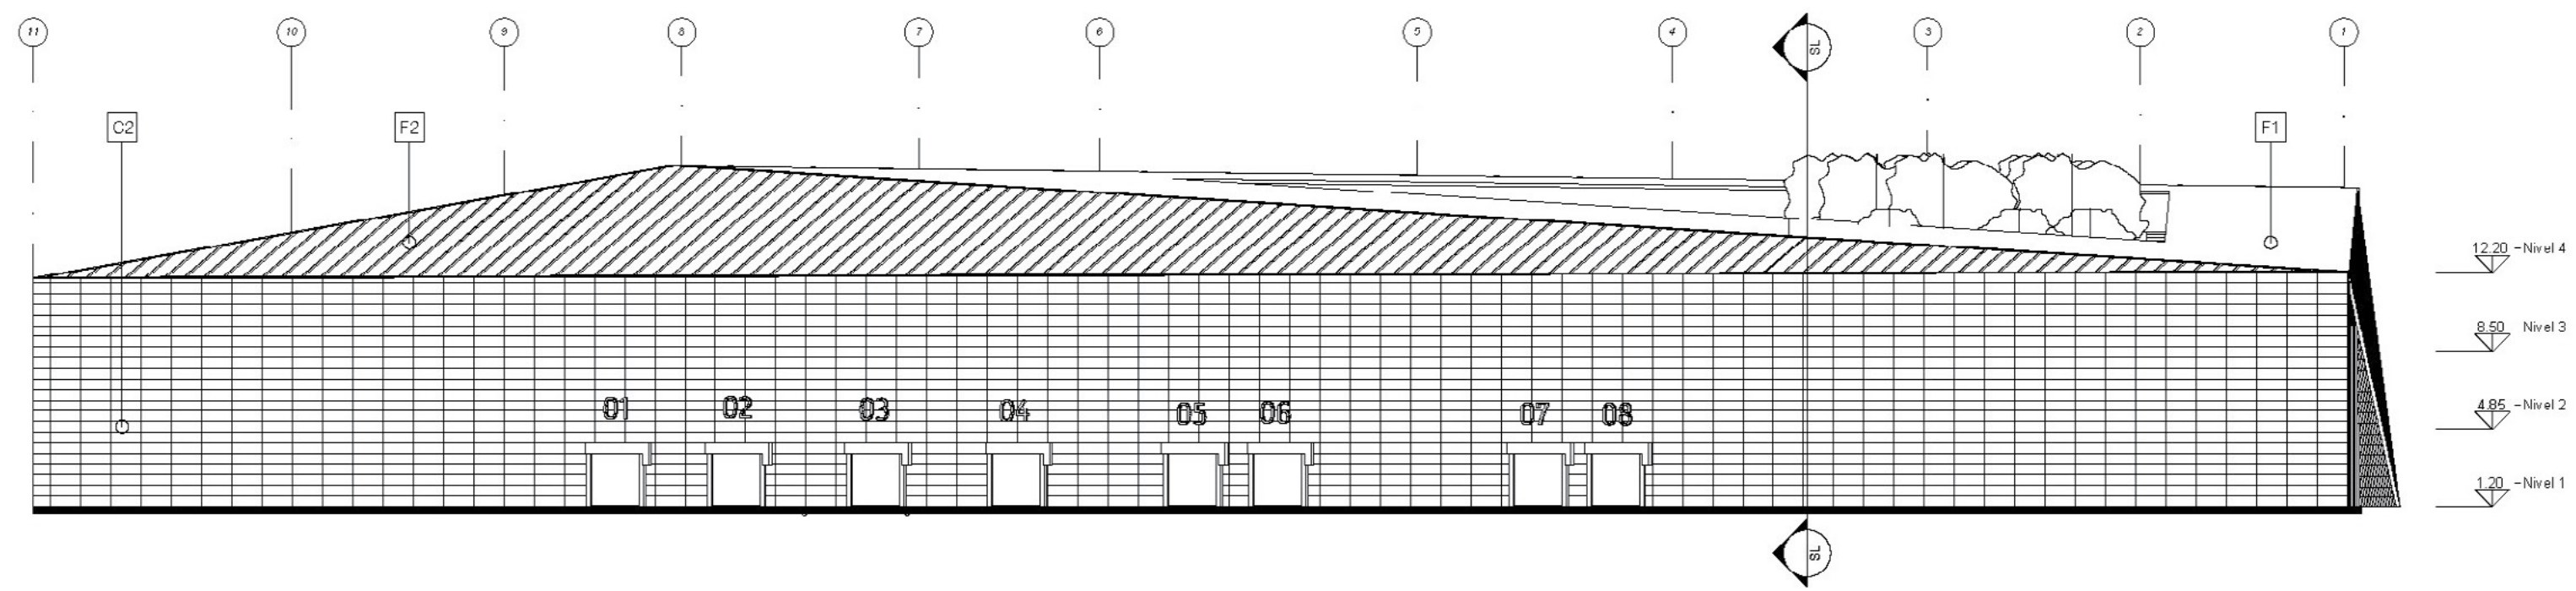 11 10 9 8 7 6 5 4 SL 3 2 1
C2 F2 F1
12.20 - Nivel 4
8.50 Nivel 3
4.85 - Nivel 2
01 02 03 04 05 06 07 08
1.20 - Nivel 1
SL